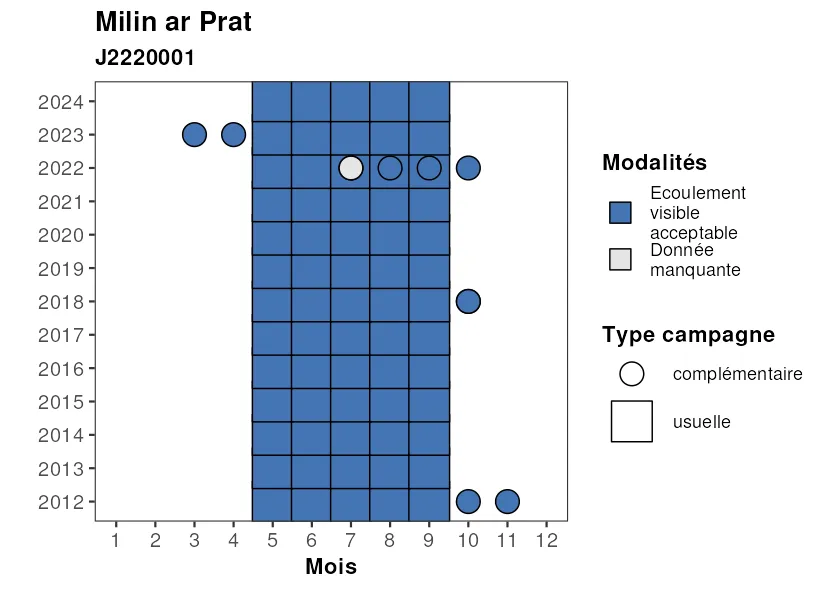 Milin ar Prat
J2220001
2024
2023
2022
2021
2020
2019
2018
2017
2016
2015
2014
2013
2012
1 2 3 4 5 6 7 8 9 10 11 12
Mois
Modalités
Ecoulement
visible
acceptable
Donnée
manquante
Type campagne
complémentaire
usuelle